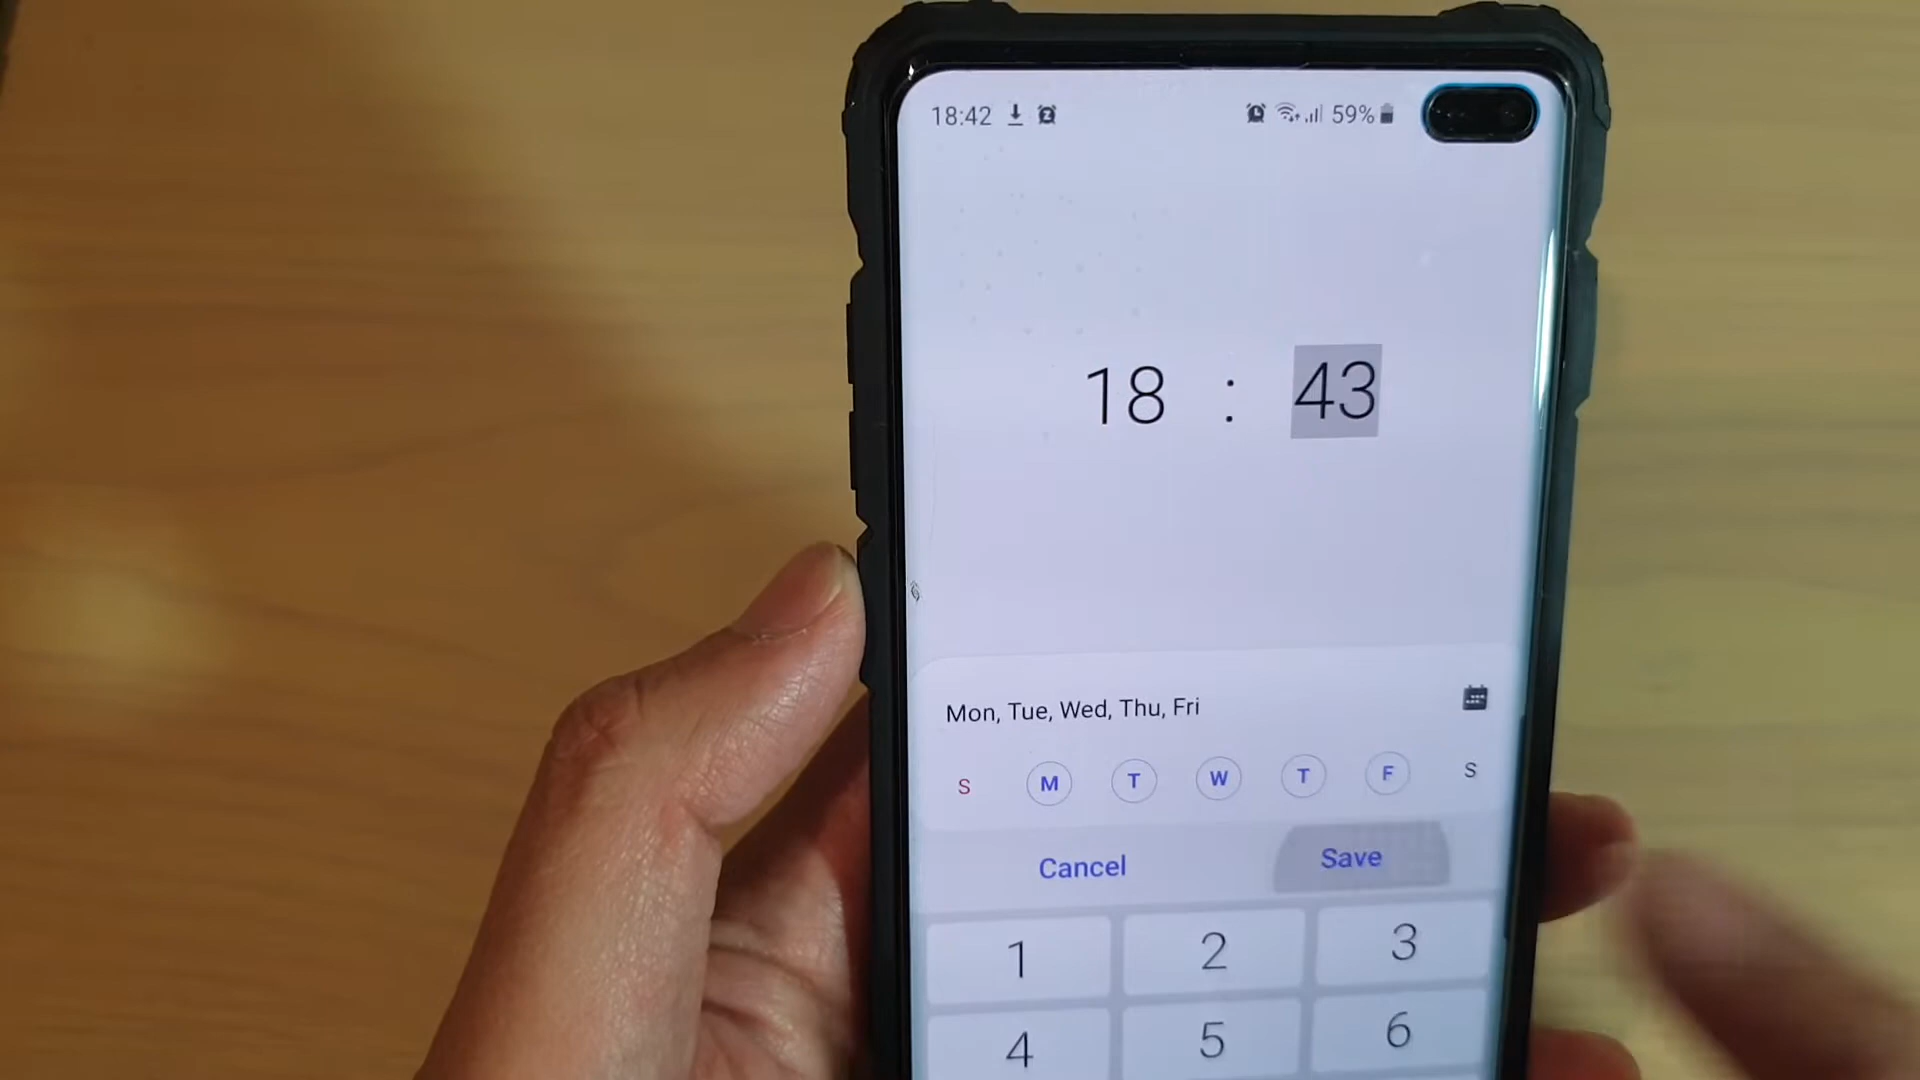 18:42 59%
18 : 43
Mon, Tue, Wed, Thu, Fri
S M T W T F S
Cancel Save
1 2 3
4 5 6